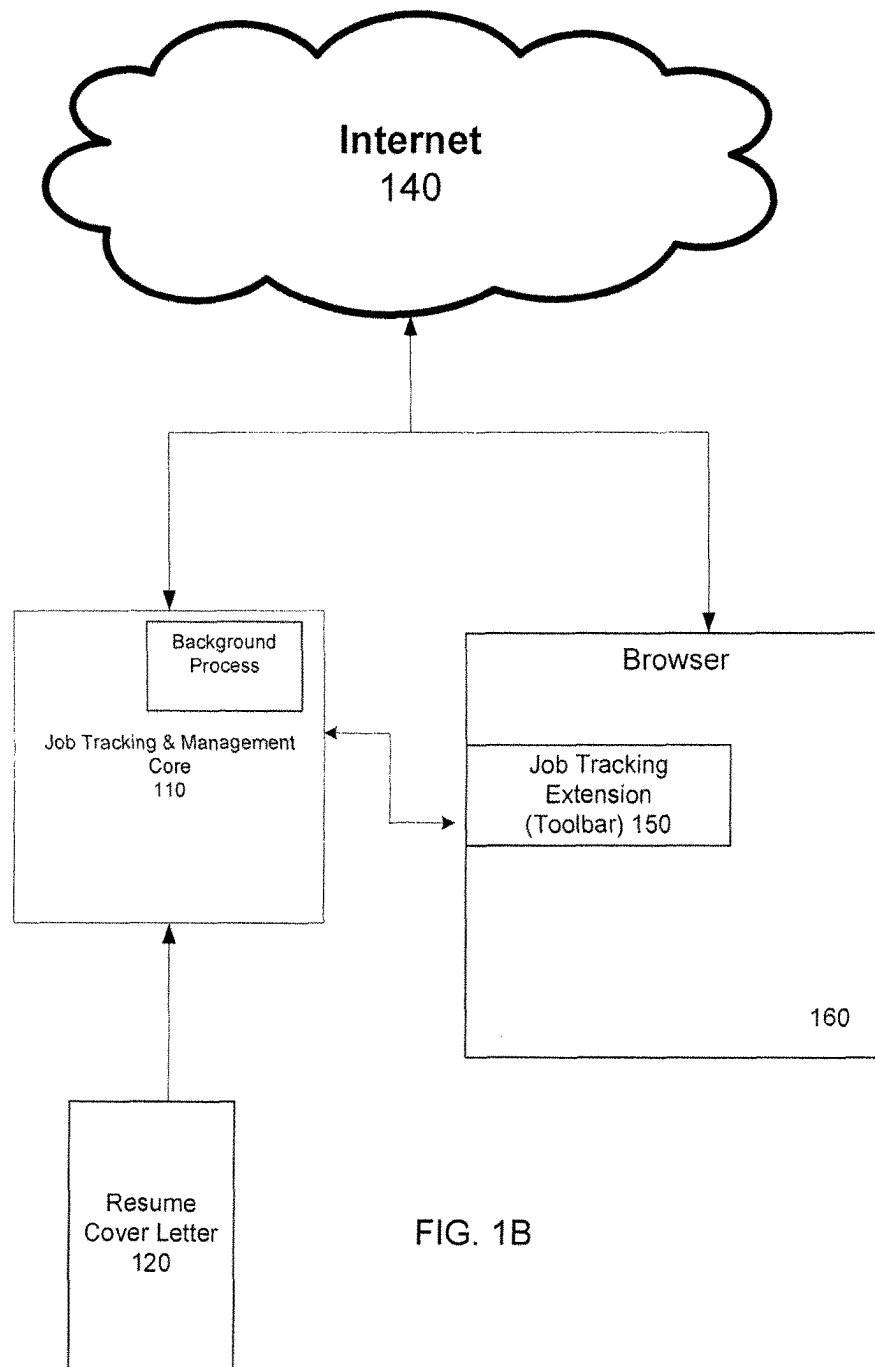 Internet
140
Background
Process
Job Tracking & Management
Core
110
Browser
Job Tracking
Extension
(Toolbar) 150
160
Resume
Cover Letter
120
FIG. 1B